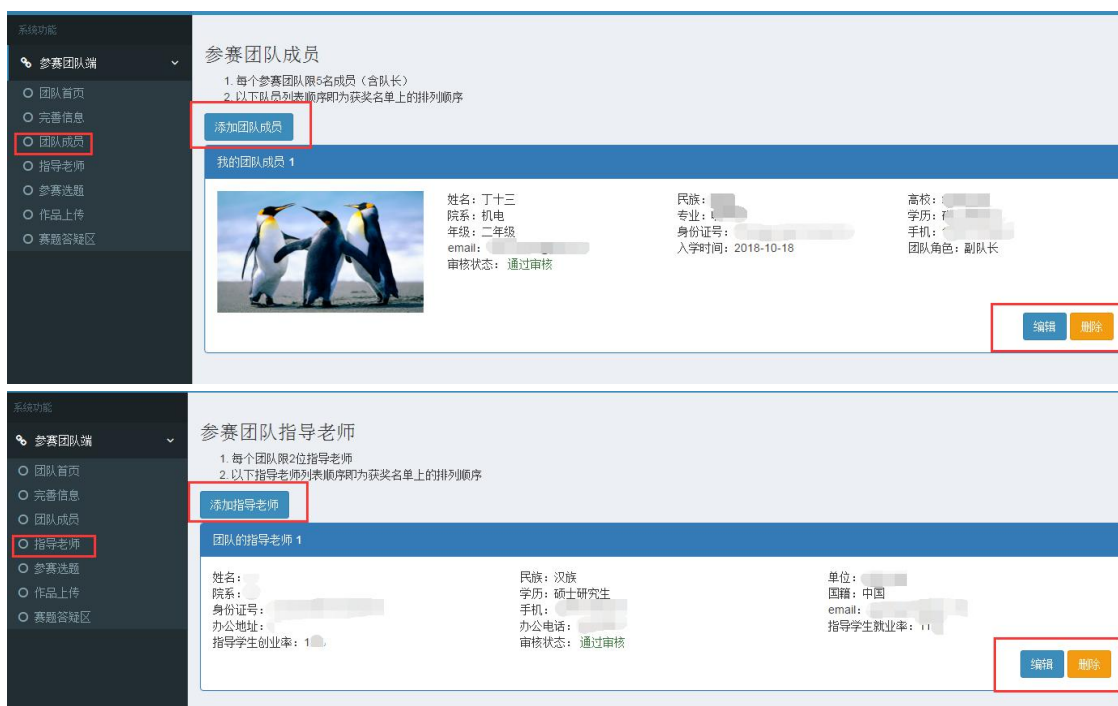 系统功能
参赛团队端
团队首页
完善信息
团队成员
指导老师
参赛选题
作品上传
赛题答疑区
参赛团队成员
1. 每个参赛团队限5名成员（含队长）
2. 以下队员列表顺序即为获奖名单上的排列顺序
添加团队成员
我的团队成员 1
姓名：丁十三
院系：机电
年级：二年级
email：
审核状态： 通过审核
民族：
专业：
身份证号：
入学时间：2018-10-18
高校：
学历：
手机：
团队角色：副队长
编辑 删除
系统功能
参赛团队端
团队首页
完善信息
团队成员
指导老师
参赛选题
作品上传
赛题答疑区
参赛团队指导老师
1. 每个团队限2位指导老师
2. 以下指导老师列表顺序即为获奖名单上的排列顺序
添加指导老师
团队的指导老师 1
姓名：
院系：
身份证号：
办公地址：
指导学生创业率：1
民族：汉族
学历：硕士研究生
手机：
办公电话：
审核状态： 通过审核
单位：
国籍：中国
email：
指导学生就业率：11
编辑 删除